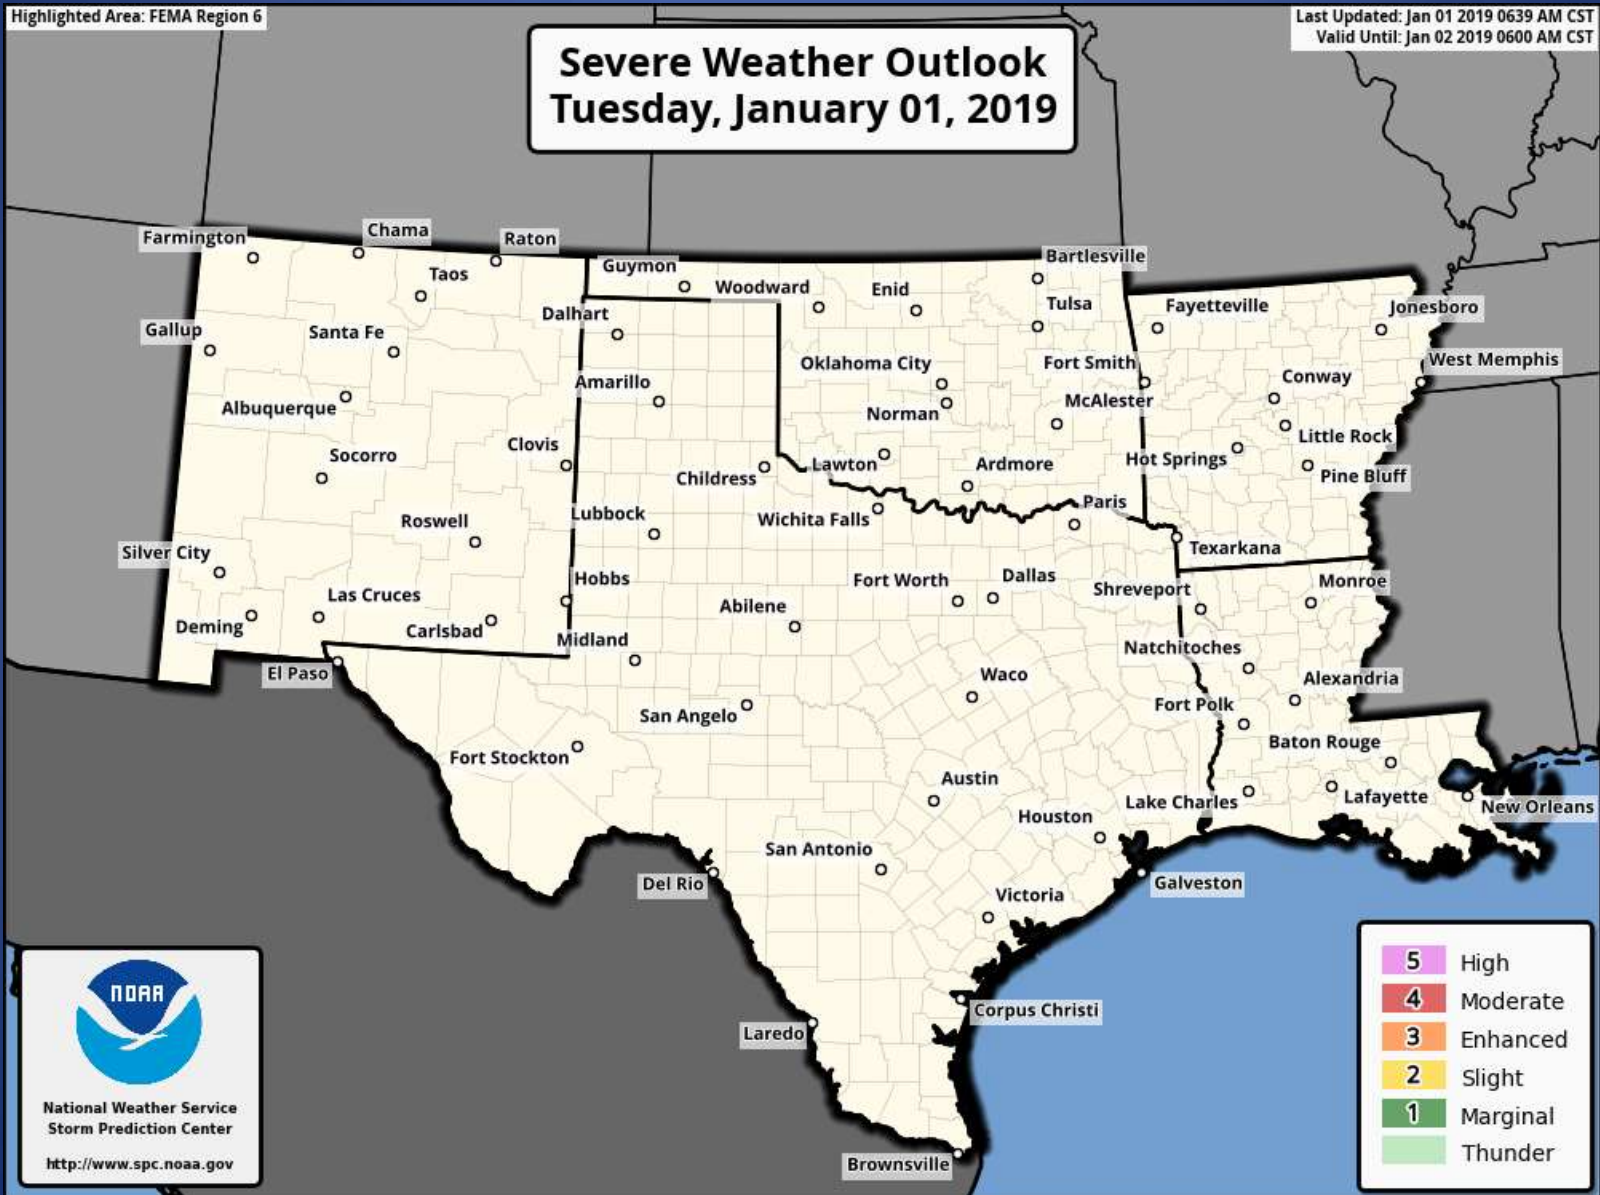 Highlighted Area: FEMA Region 6
Last Updated: Jan 01 2019 0639 AM CST
Valid Until: Jan 02 2019 0600 AM CST
Severe Weather Outlook
Tuesday, January 01, 2019
Farmington
Chama
Raton
Taos
Guymon
Woodward
Enid
Bartlesville
Tulsa
Fayetteville
Jonesboro
Gallup
Santa Fe
Dalhart
Oklahoma City
Fort Smith
West Memphis
Conway
Albuquerque
Amarillo
Norman
McAlester
Little Rock
Socorro
Clovis
Childress
Lawton
Ardmore
Hot Springs
Pine Bluff
Roswell
Lubbock
Wichita Falls
Paris
Texarkana
Silver City
Las Cruces
Hobbs
Abilene
Fort Worth
Dallas
Shreveport
Monroe
Deming
Carlsbad
Midland
Natchitoches
El Paso
San Angelo
Waco
Fort Polk
Alexandria
Fort Stockton
Austin
Baton Rouge
Lake Charles
Lafayette
New Orleans
Houston
San Antonio
Del Rio
Victoria
Galveston
Laredo
Corpus Christi
Brownsville
NOAA
National Weather Service
Storm Prediction Center
http://www.spc.noaa.gov
5 High
4 Moderate
3 Enhanced
2 Slight
1 Marginal
Thunder